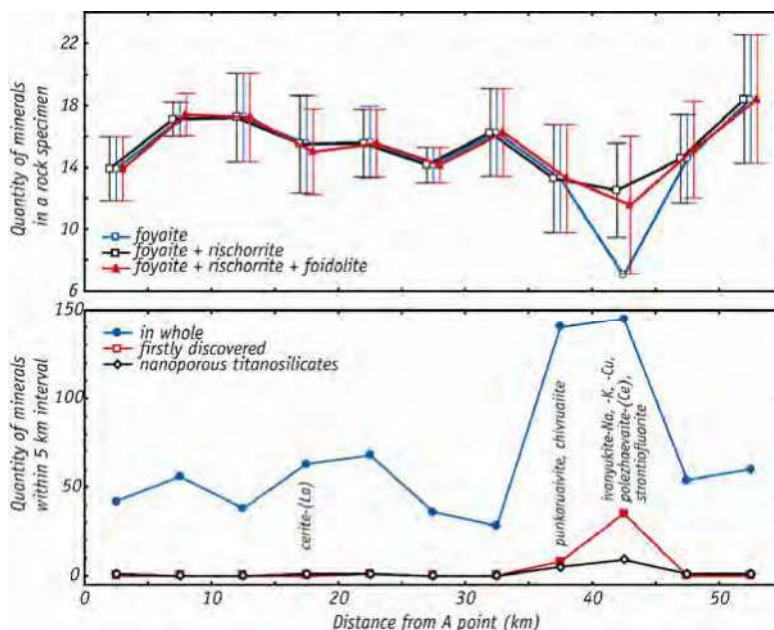 22
18
14
10
6
Quantity of minerals
in a rock specimen
foyaite
foyaite + rischorrite
foyaite + rischorrite + foidolite
150
100
50
0
Quantity of minerals
within 5 km interval
in whole
firstly discovered
nanoporous titanosilicates
cerite-(La)
punkaruaivite, chivruaiite
ivanyukite-Na, -K, -Cu,
polezhaevaite-(Ce),
strontiofluorite
0 10 20 30 40 50
Distance from A point (km)